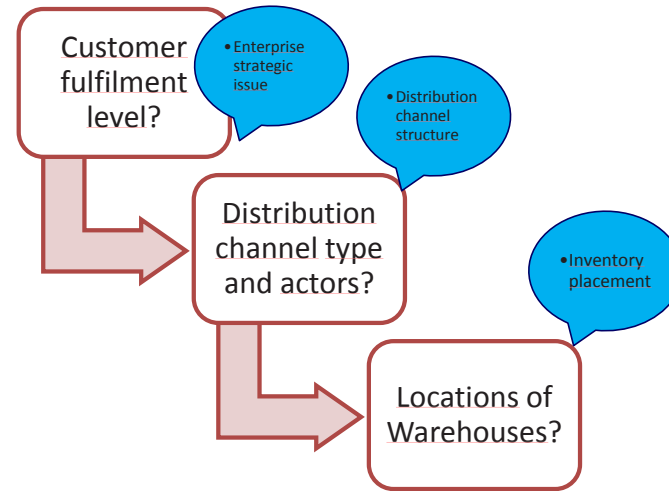 Customer
fulfilment
level?
•Enterprise
strategic
issue
•Distribution
channel
structure
Distribution
channel type
and actors?
•Inventory
placement
Locations of
Warehouses?